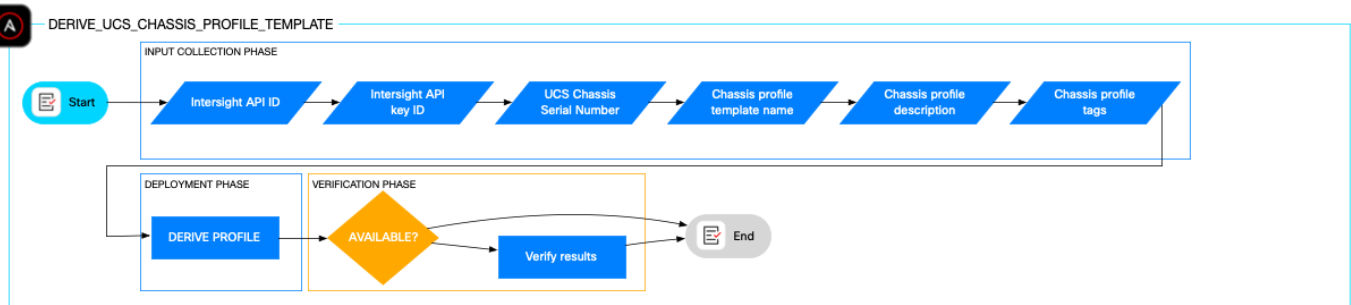 DERIVE_UCS_CHASSIS_PROFILE_TEMPLATE
INPUT COLLECTION PHASE
Start
Intersight API ID
Intersight API
key ID
UCS Chassis
Serial Number
Chassis profile
template name
Chassis profile
description
Chassis profile
tags
DEPLOYMENT PHASE
VERIFICATION PHASE
DERIVE PROFILE
AVAILABLE?
Verify results
End